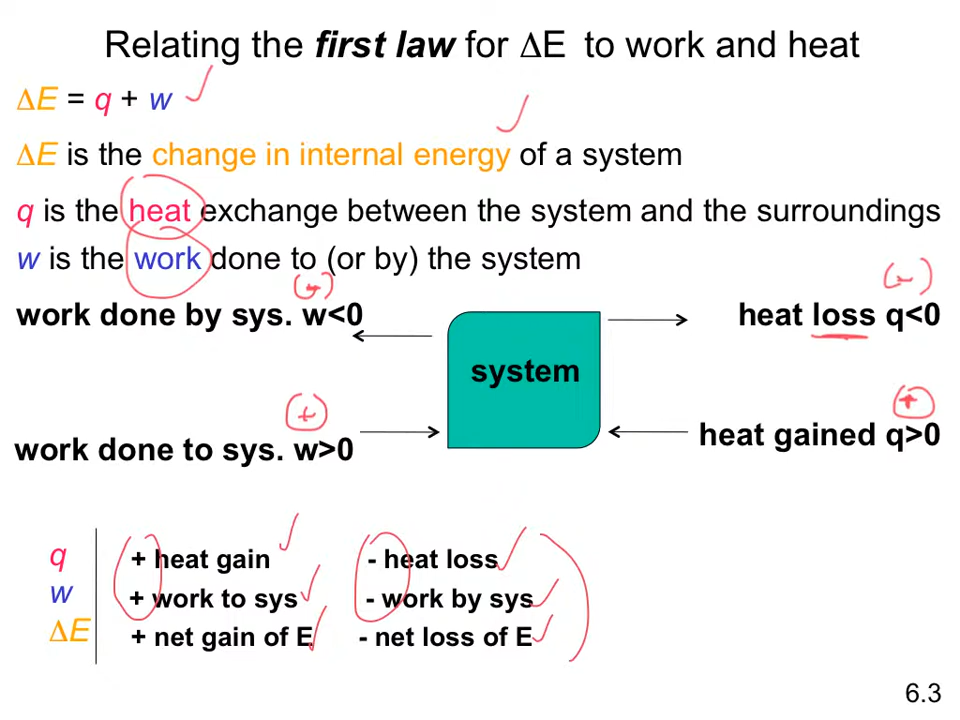 Relating the first law for ΔE to work and heat
ΔE = q + w
ΔE is the change in internal energy of a system
q is the heat exchange between the system and the surroundings
w is the work done to (or by) the system
(-)
(-)
work done by sys. w<0
heat loss q<0
system
+
+
work done to sys. w>0
heat gained q>0
q + heat gain - heat loss
w + work to sys - work by sys
ΔE + net gain of E - net loss of E
6.3